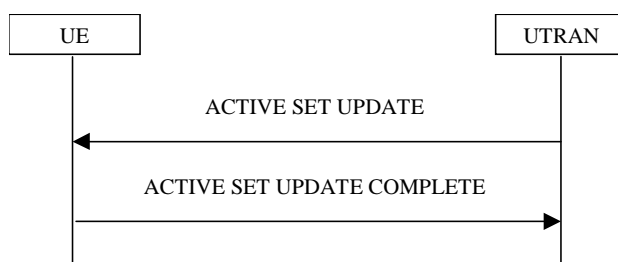 UE
UTRAN
ACTIVE SET UPDATE
ACTIVE SET UPDATE COMPLETE